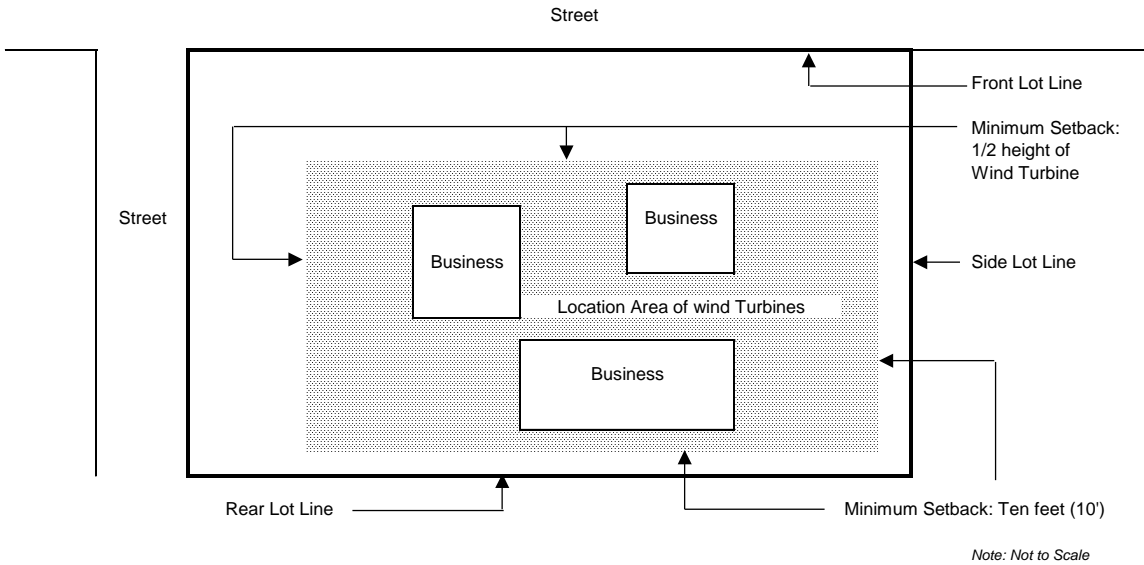 Street
Front Lot Line
Minimum Setback:
1/2 height of
Wind Turbine
Street
Business
Business
Side Lot Line
Location Area of wind Turbines
Business
Rear Lot Line
Minimum Setback: Ten feet (10')
Note: Not to Scale